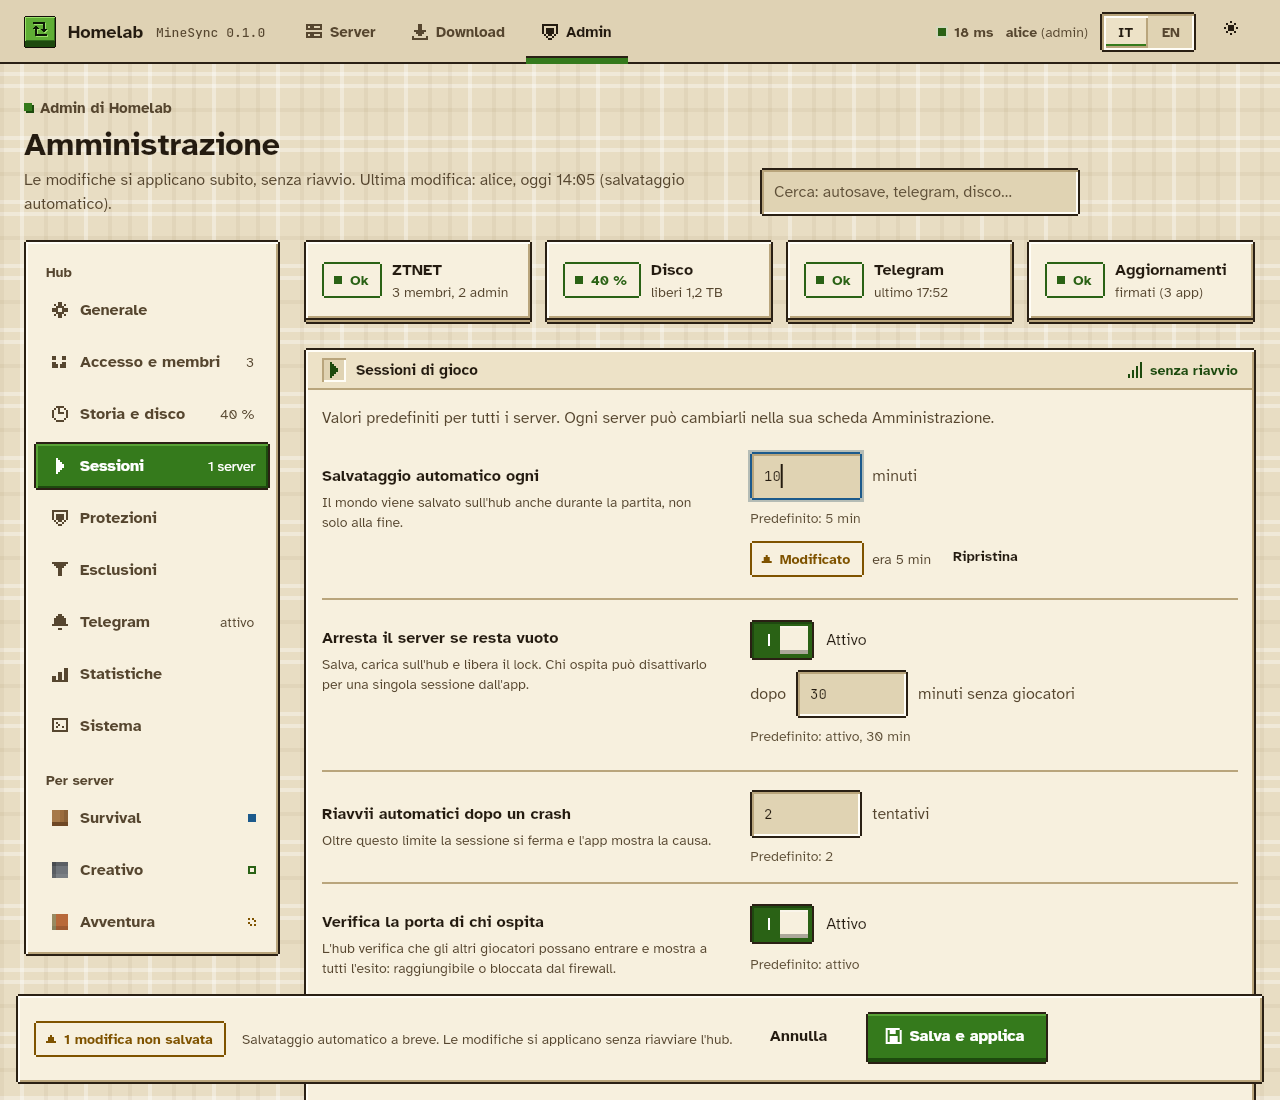 Homelab MineSync 0.1.0 Server Download Admin 18 ms alice (admin) IT EN
Admin di Homelab
Amministrazione
Le modifiche si applicano subito, senza riavvio. Ultima modifica: alice, oggi 14:05 (salvataggio
automatico).
Cerca: autosave, telegram, disco...
Hub
Generale
Accesso e membri 3
Storia e disco 40 %
Sessioni 1 server
Protezioni
Esclusioni
Telegram attivo
Statistiche
Sistema
Per server
Survival
Creativo
Avventura
Ok ZTNET
3 membri, 2 admin
40 % Disco
liberi 1,2 TB
Ok Telegram
ultimo 17:52
Ok Aggiornamenti
firmati (3 app)
Sessioni di gioco senza riavvio
Valori predefiniti per tutti i server. Ogni server può cambiarli nella sua scheda Amministrazione.
Salvataggio automatico ogni
Il mondo viene salvato sull'hub anche durante la partita, non
solo alla fine.
10 minuti
Predefinito: 5 min
Modificato era 5 min Ripristina
Arresta il server se resta vuoto
Salva, carica sull'hub e libera il lock. Chi ospita può disattivarlo
per una singola sessione dall'app.
Attivo
dopo 30 minuti senza giocatori
Predefinito: attivo, 30 min
Riavvii automatici dopo un crash
Oltre questo limite la sessione si ferma e l'app mostra la causa.
2 tentativi
Predefinito: 2
Verifica la porta di chi ospita
L'hub verifica che gli altri giocatori possano entrare e mostra a
tutti l'esito: raggiungibile o bloccata dal firewall.
Attivo
Predefinito: attivo
1 modifica non salvata Salvataggio automatico a breve. Le modifiche si applicano senza riavviare l'hub. Annulla Salva e applica